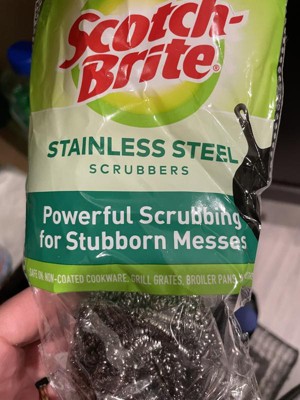 Scotch-
Brite®
STAINLESS STEEL
SCRUBBERS
Powerful Scrubbing
for Stubborn Messes
SAFE ON NON-COATED COOKWARE, GRILL GRATES, BROILER PANS